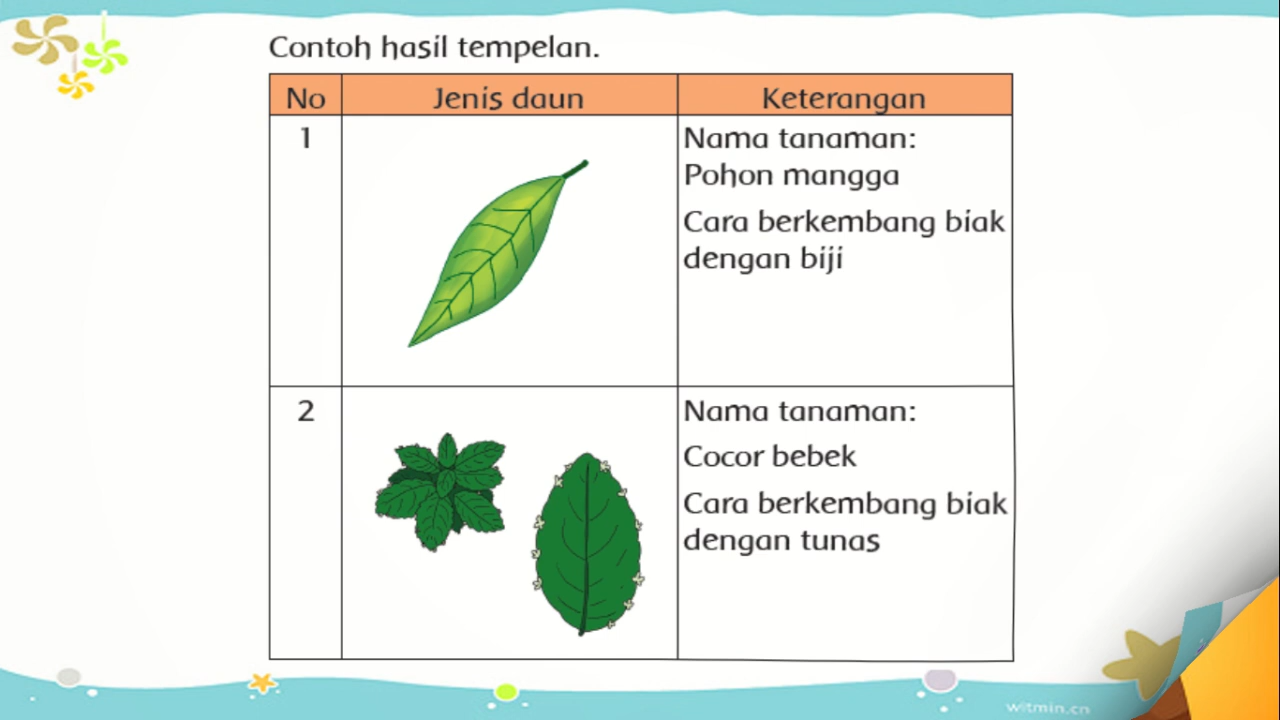 Contoh hasil tempelan.
No Jenis daun Keterangan
1
Nama tanaman:
Pohon mangga
Cara berkembang biak
dengan biji
2
Nama tanaman:
Cocor bebek
Cara berkembang biak
dengan tunas
witmin.cn